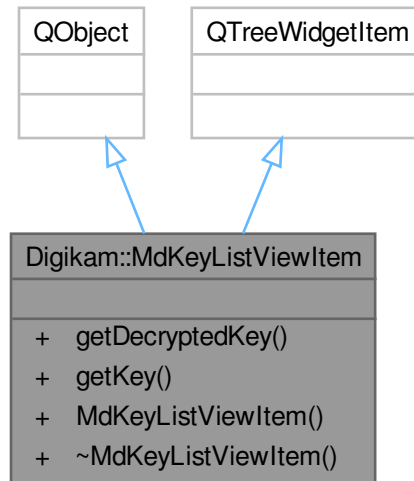 QObject
QTreeWidgetItem
Digikam::MdKeyListViewItem
+ getDecryptedKey()
+ getKey()
+ MdKeyListViewItem()
+ ~MdKeyListViewItem()